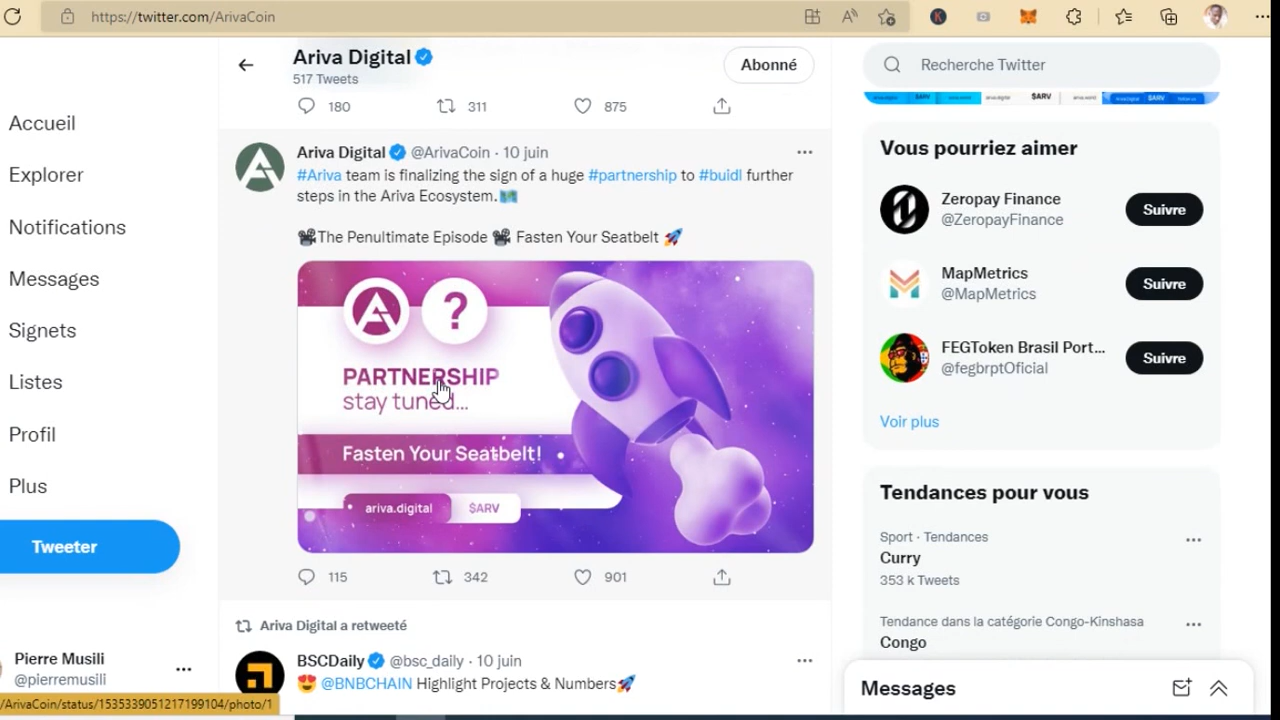 https://twitter.com/ArivaCoin
Accueil
Explorer
Notifications
Messages
Signets
Listes
Profil
Plus
Tweeter
Pierre Musili
@pierremusili
/ArivaCoin/status/1535339051217199104/photo/1
Ariva Digital
517 Tweets
Abonné
180 311 875
Ariva Digital @ArivaCoin · 10 juin
#Ariva team is finalizing the sign of a huge #partnership to #buidl further
steps in the Ariva Ecosystem.
The Penultimate Episode Fasten Your Seatbelt
A ?
PARTNERSHIP
stay tuned...
Fasten Your Seatbelt!
ariva.digital $ARV
115 342 901
Ariva Digital a retweeté
BSCDaily @bsc_daily · 10 juin
@BNBCHAIN Highlight Projects & Numbers
Recherche Twitter
$ARV $ARV $ARV
Vous pourriez aimer
Zeropay Finance
@ZeropayFinance
Suivre
MapMetrics
@MapMetrics
Suivre
FEGToken Brasil Port...
@fegbrptOficial
Suivre
Voir plus
Tendances pour vous
Sport · Tendances
Curry
353 k Tweets
Tendance dans la catégorie Congo-Kinshasa
Congo
Messages